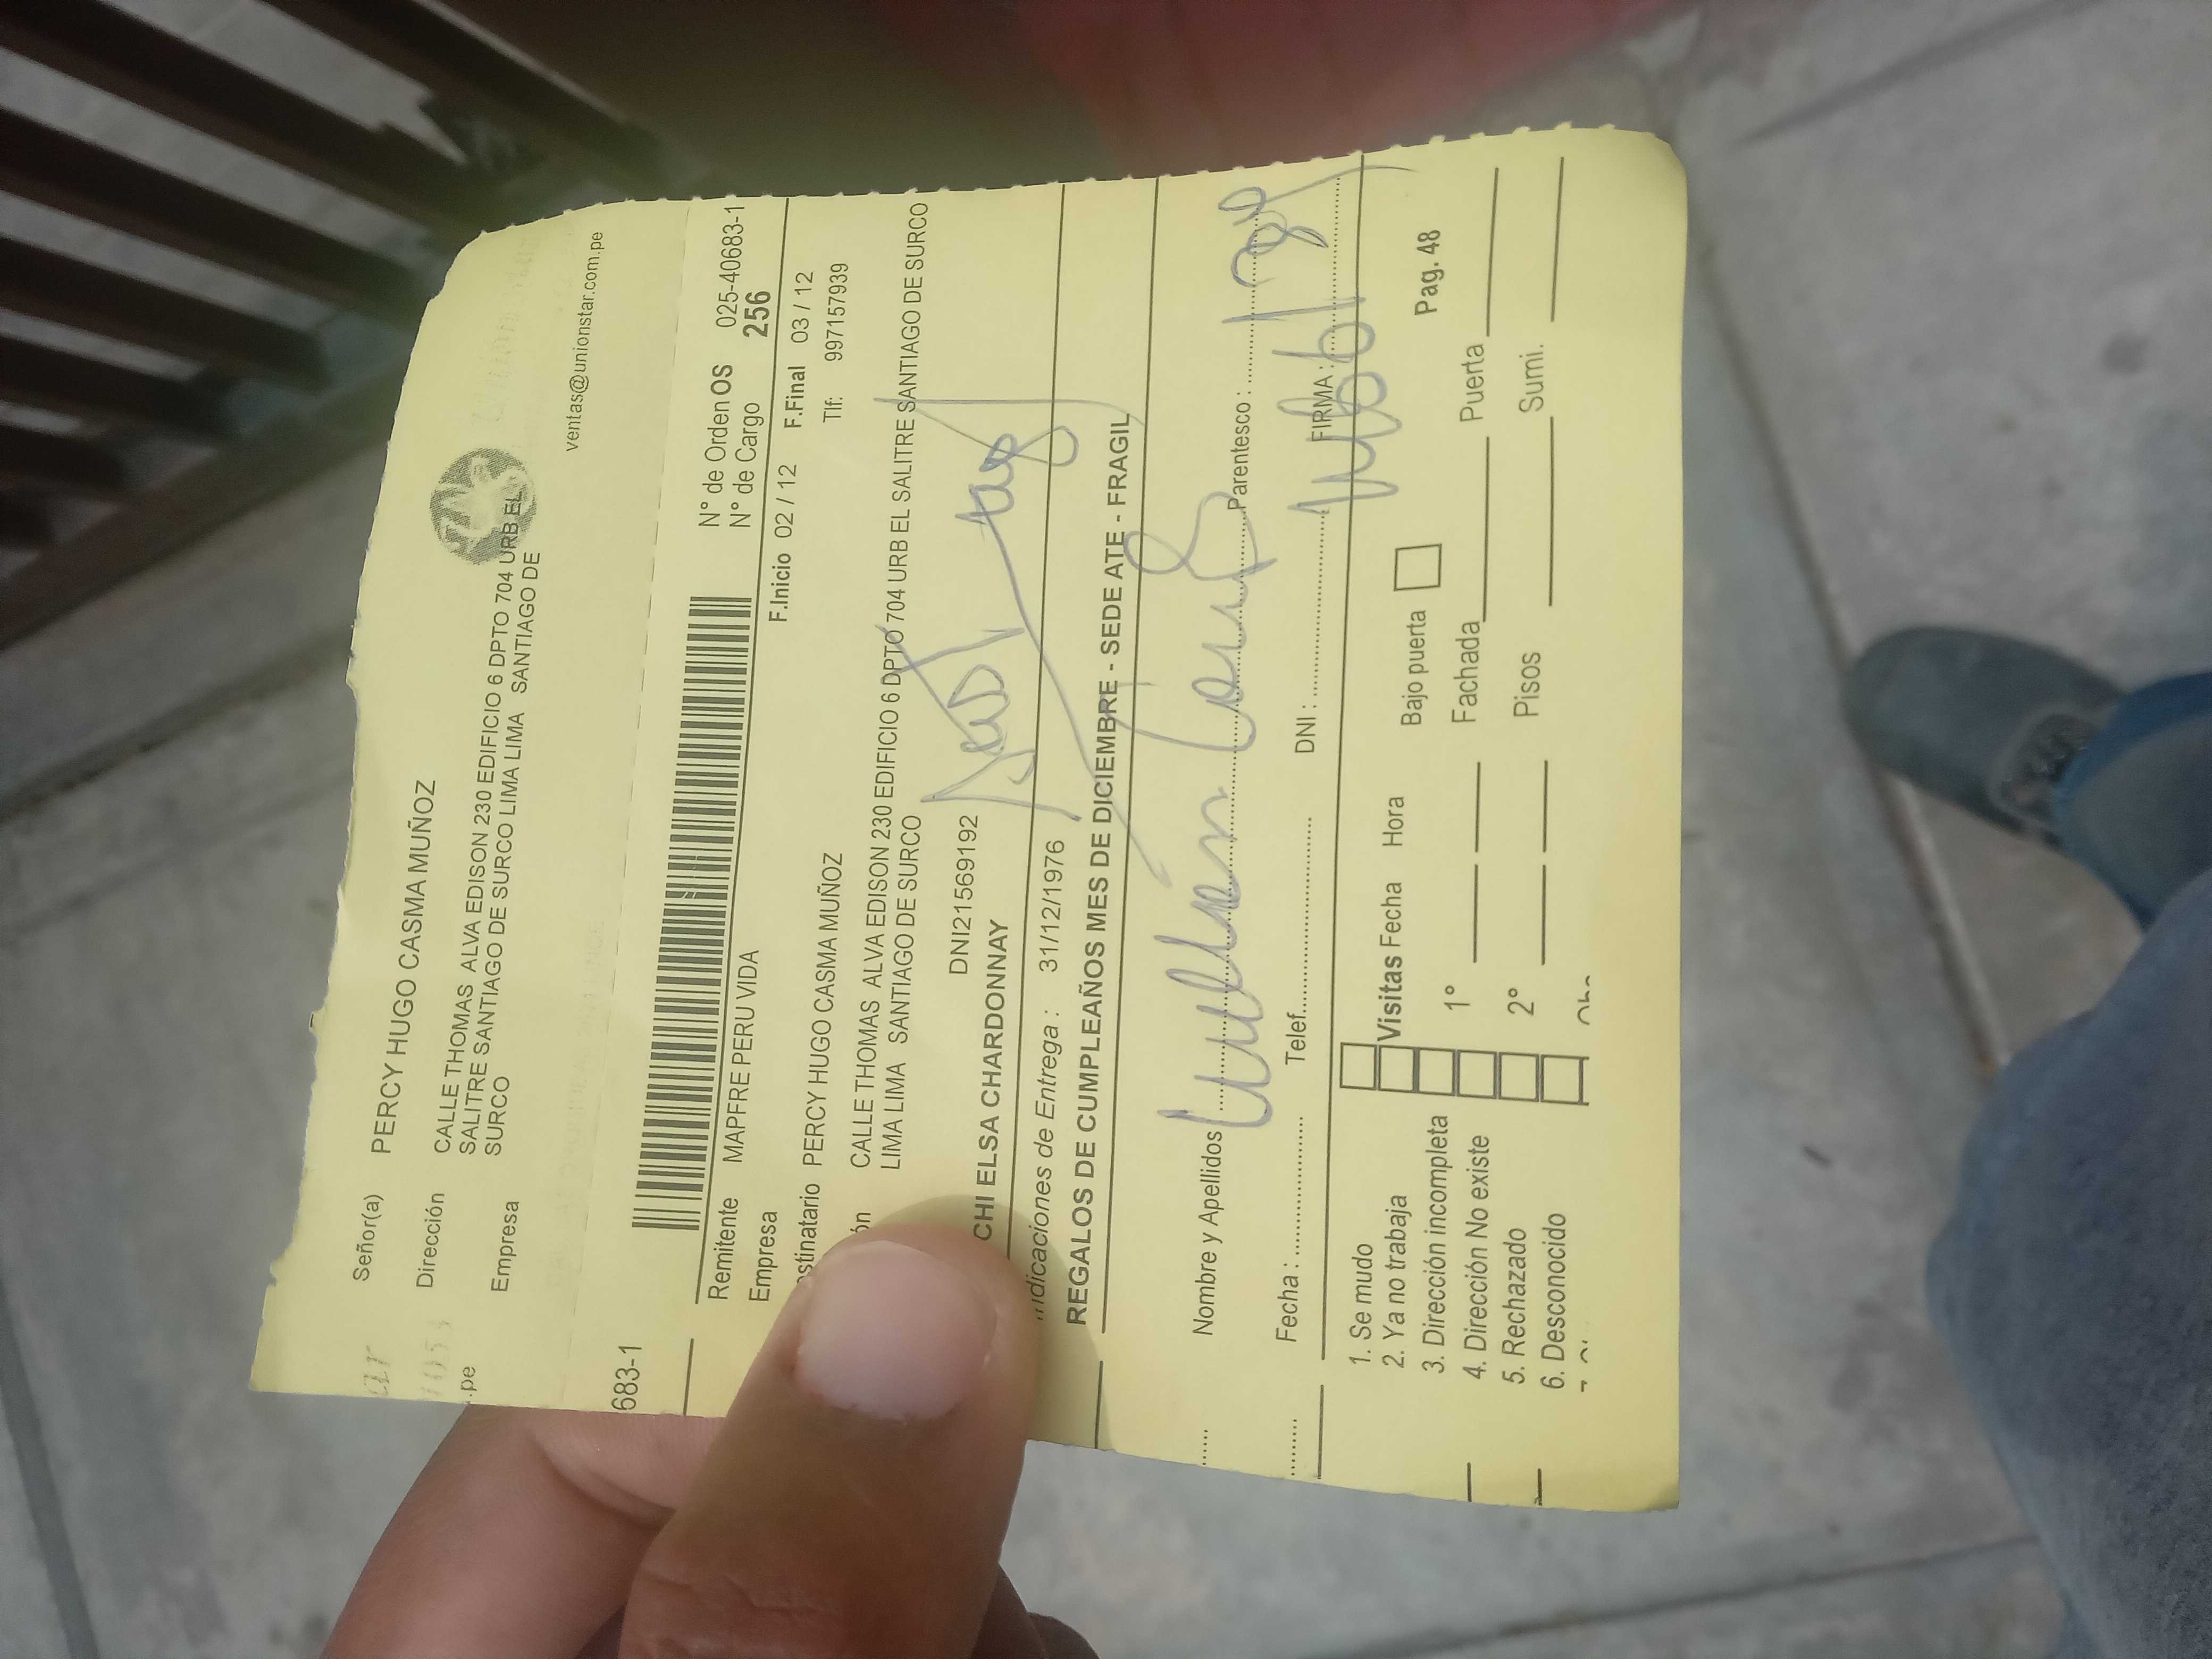 Señor(a) PERCY HUGO CASMA MUÑOZ
Dirección CALLE THOMAS ALVA EDISON 230 EDIFICIO 6 DPTO 704 URB EL
SALITRE SANTIAGO DE SURCO LIMA LIMA SANTIAGO DE
SURCO
Empresa
.pe
ventas@unionstar.com.pe
683-1
N° de Orden OS 025-40683-1
N° de Cargo 256
Remitente MAPFRE PERU VIDA
F.Inicio 02 / 12 F.Final 03 / 12
Empresa
stinatario PERCY HUGO CASMA MUÑOZ Tlf: 997157939
ón CALLE THOMAS ALVA EDISON 230 EDIFICIO 6 DPTO 704 URB EL SALITRE SANTIAGO DE SURCO
LIMA LIMA SANTIAGO DE SURCO
DNI21569192
CHI ELSA CHARDONNAY
ndicaciones de Entrega : 31/12/1976
REGALOS DE CUMPLEAÑOS MES DE DICIEMBRE - SEDE ATE - FRAGIL
Nombre y Apellidos Parentesco :
Fecha : Telef. DNI : FIRMA :
1. Se mudo
2. Ya no trabaja Visitas Fecha Hora Bajo puerta Pag. 48
3. Dirección incompleta
4. Dirección No existe 1° Fachada Puerta
5. Rechazado 2° Pisos Sumi.
6. Desconocido